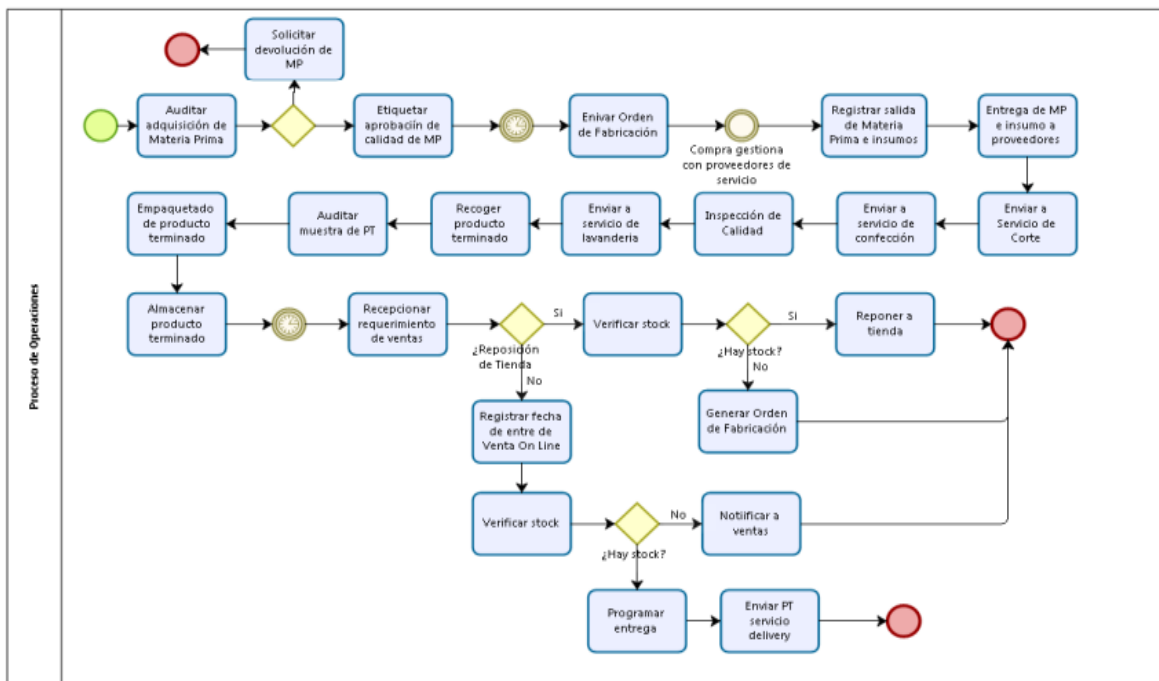 Proceso de Operaciones
Solicitar
devolución de
MP
Auditar
adquisición de
Materia Prima
Etiquetar
aprobación de
calidad de MP
Enivar Orden
de Fabricación
Compra gestiona
con proveedores de
servicio
Registrar salida
de Materia
Prima e insumos
Entrega de MP
e insumo a
proveedores
Empaquetado
de producto
terminado
Auditar
muestra de PT
Recoger
producto
terminado
Enviar a
servicio de
lavanderia
Inspección de
Calidad
Enviar a
servicio de
confección
Enviar a
Servicio de
Corte
Almacenar
producto
terminado
Recepcionar
requerimiento
de ventas
¿Reposición
de Tienda
Si
No
Verificar stock
¿Hay stock?
Si
No
Reponer a
tienda
Registrar fecha
de entre de
Venta On Line
Generar Orden
de Fabricación
Verificar stock
¿Hay stock?
No
Notiificar a
ventas
Programar
entrega
Enviar PT
servicio delivery